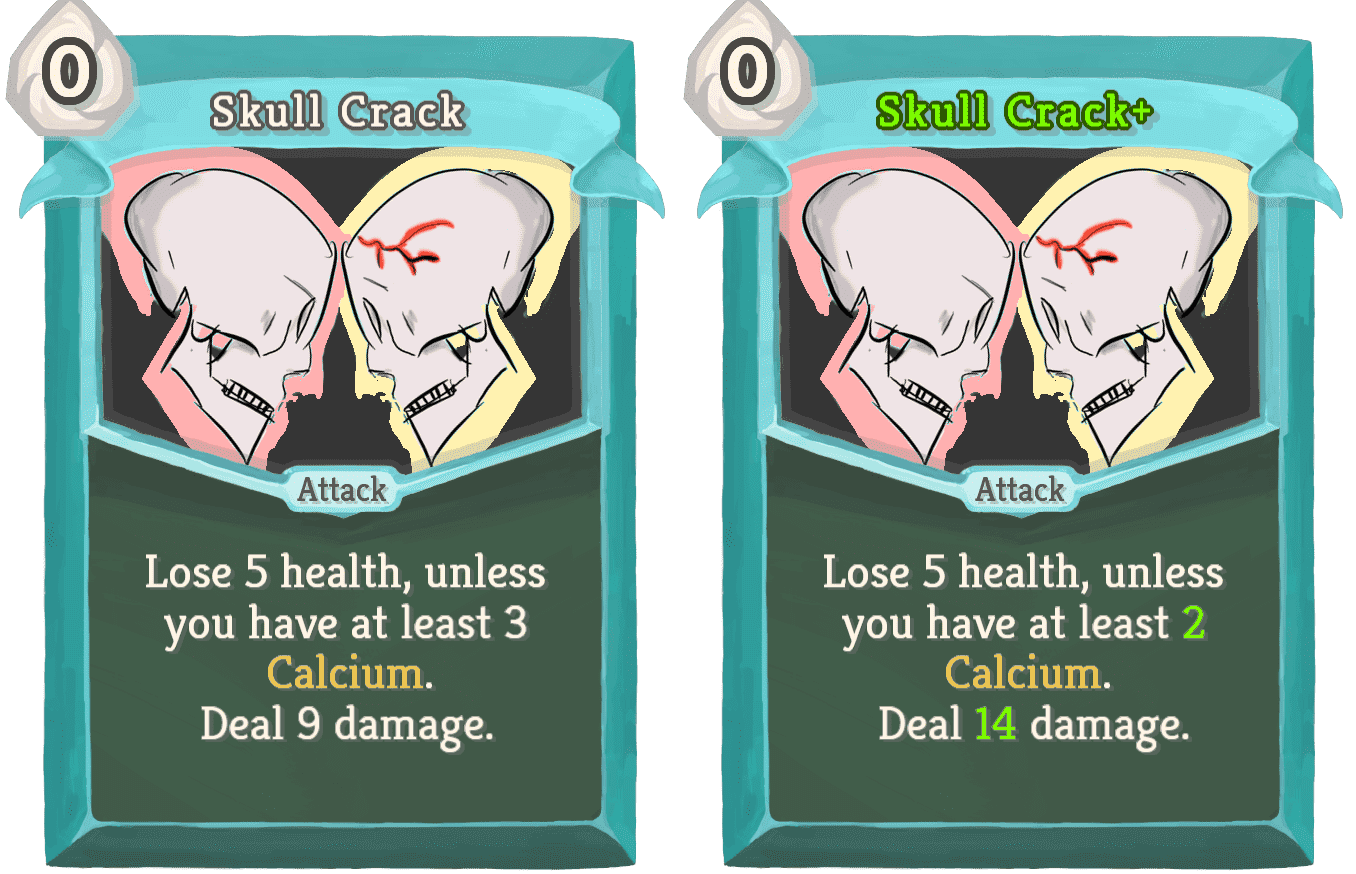 0
Skull Crack
Attack
Lose 5 health, unless
you have at least 3
Calcium.
Deal 9 damage.
0
Skull Crack+
Attack
Lose 5 health, unless
you have at least 2
Calcium.
Deal 14 damage.